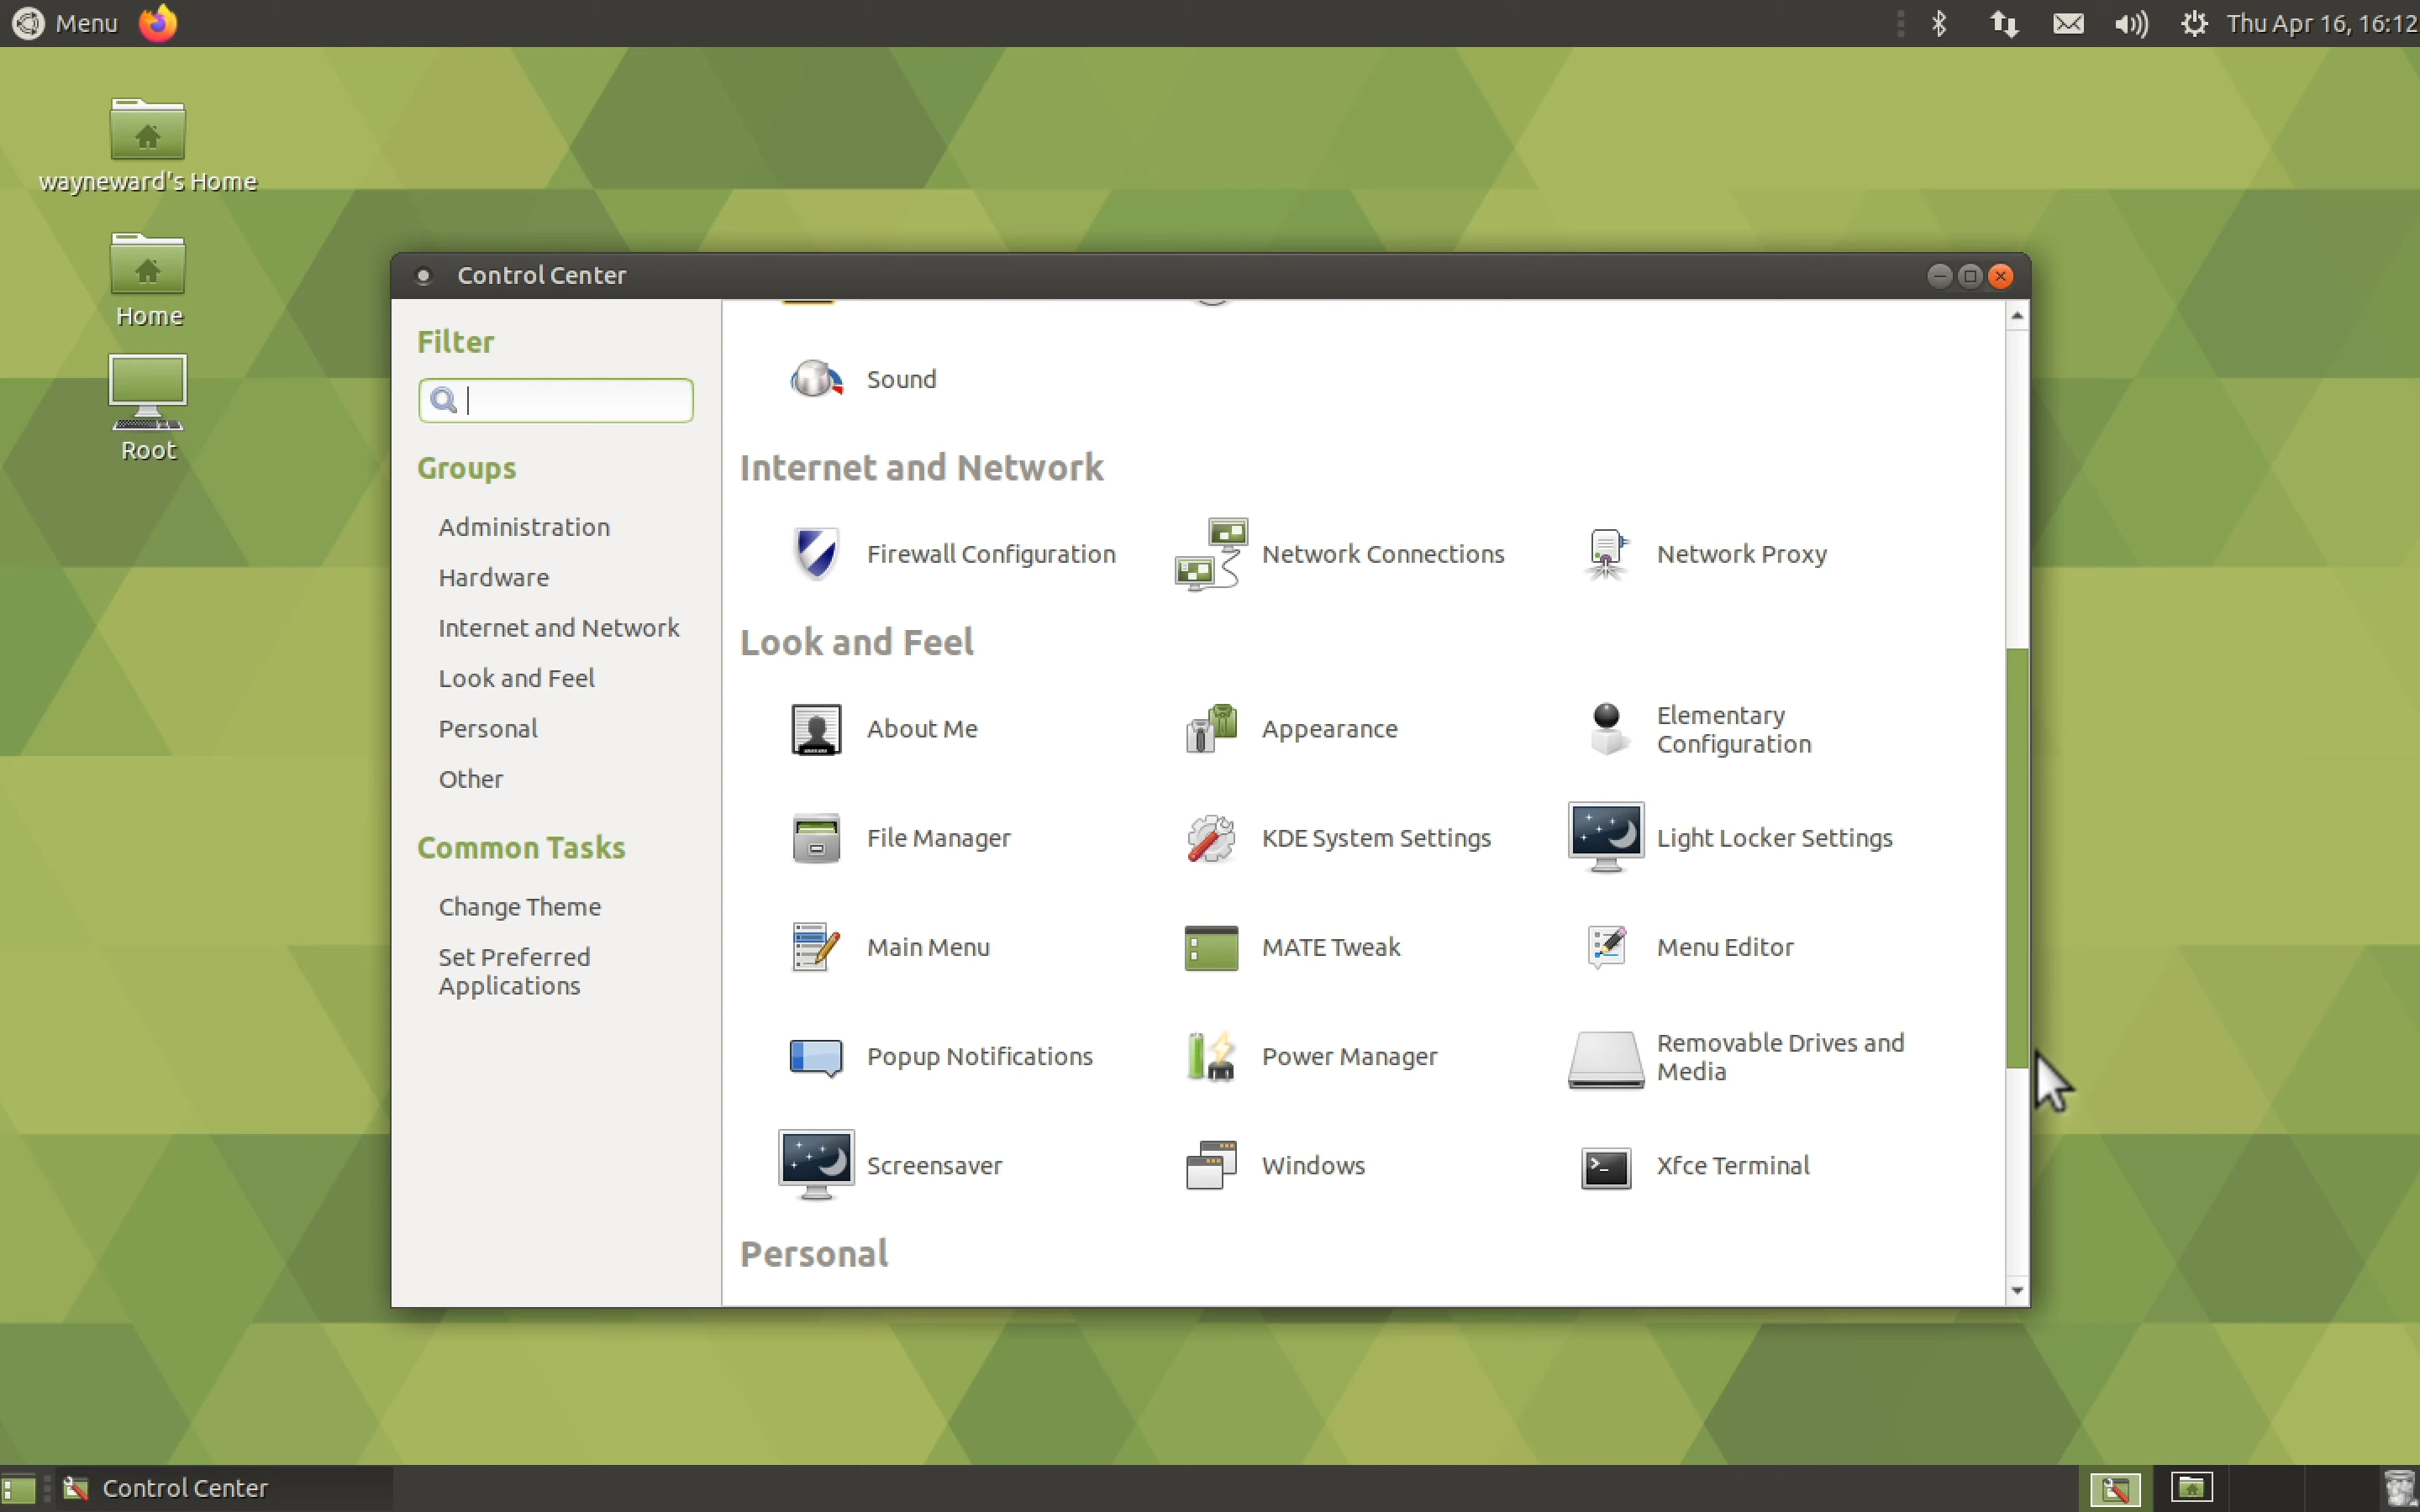 Menu
Thu Apr 16, 16:12
wayneward's Home
Home
Root
Control Center
Filter
Groups
Administration
Hardware
Internet and Network
Look and Feel
Personal
Other
Common Tasks
Change Theme
Set Preferred
Applications
Sound
Internet and Network
Firewall Configuration
Network Connections
Network Proxy
Look and Feel
About Me
Appearance
Elementary
Configuration
File Manager
KDE System Settings
Light Locker Settings
Main Menu
MATE Tweak
Menu Editor
Popup Notifications
Power Manager
Removable Drives and
Media
Screensaver
Windows
Xfce Terminal
Personal
Control Center